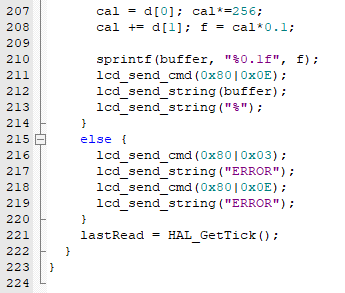 207 cal = d[0]; cal*=256;
208 cal += d[1]; f = cal*0.1;
209
210 sprintf(buffer, "%0.1f", f);
211 lcd_send_cmd(0x80|0x0E);
212 lcd_send_string(buffer);
213 lcd_send_string("%");
214 }
215 else {
216 lcd_send_cmd(0x80|0x03);
217 lcd_send_string("ERROR");
218 lcd_send_cmd(0x80|0x0E);
219 lcd_send_string("ERROR");
220 }
221 lastRead = HAL_GetTick();
222 }
223 }
224